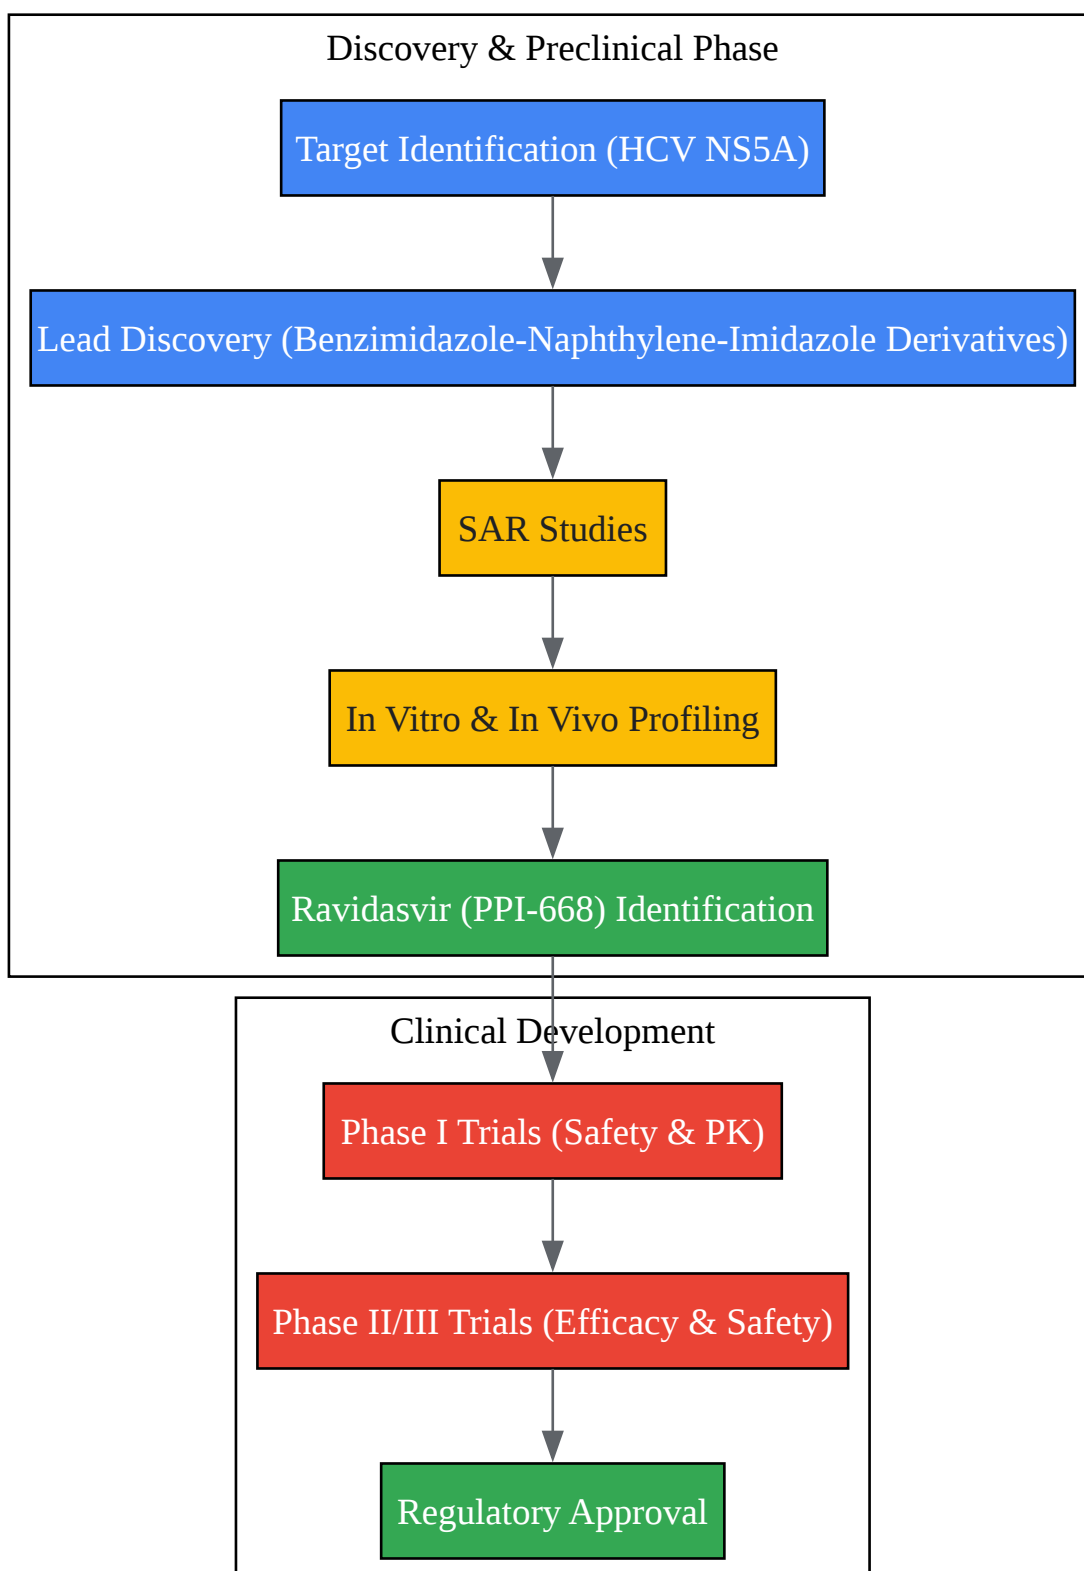 Discovery & Preclinical Phase
Target Identification (HCV NS5A)
Lead Discovery (Benzimidazole-Naphthylene-Imidazole Derivatives)
SAR Studies
In Vitro & In Vivo Profiling
Ravidasvir (PPI-668) Identification
Clinical Development
Phase I Trials (Safety & PK)
Phase II/III Trials (Efficacy & Safety)
Regulatory Approval